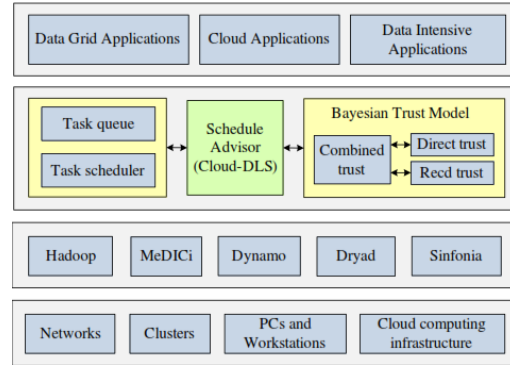 Data Grid Applications
Cloud Applications
Data Intensive
Applications
Task queue
Task scheduler
Schedule
Advisor
(Cloud-DLS)
Bayesian Trust Model
Combined
trust
Direct trust
Recd trust
Hadoop
MeDICi
Dynamo
Dryad
Sinfonia
Networks
Clusters
PCs and
Workstations
Cloud computing
infrastructure